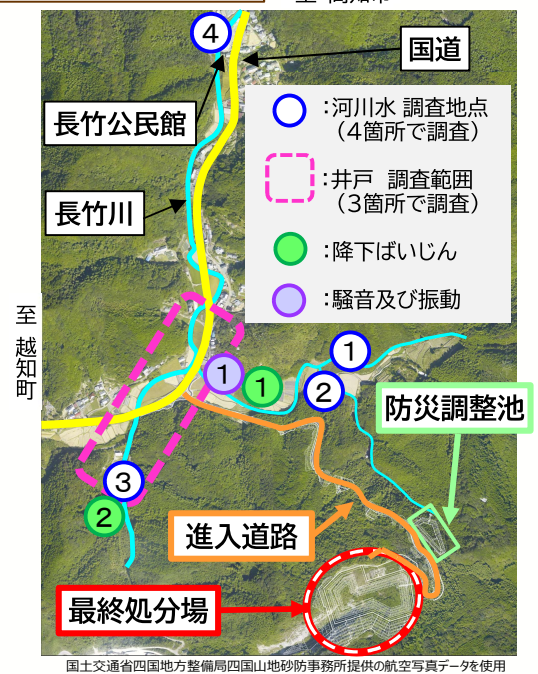 ④
国道
長竹公民館
長竹川
：河川水 調査地点
（4箇所で調査）
：井戸 調査範囲
（3箇所で調査）
：降下ばいじん
：騒音及び振動
至 越知町
1
1
1
2
防災調整池
3
2
進入道路
最終処分場
国土交通省四国地方整備局四国山地砂防事務所提供の航空写真データを使用